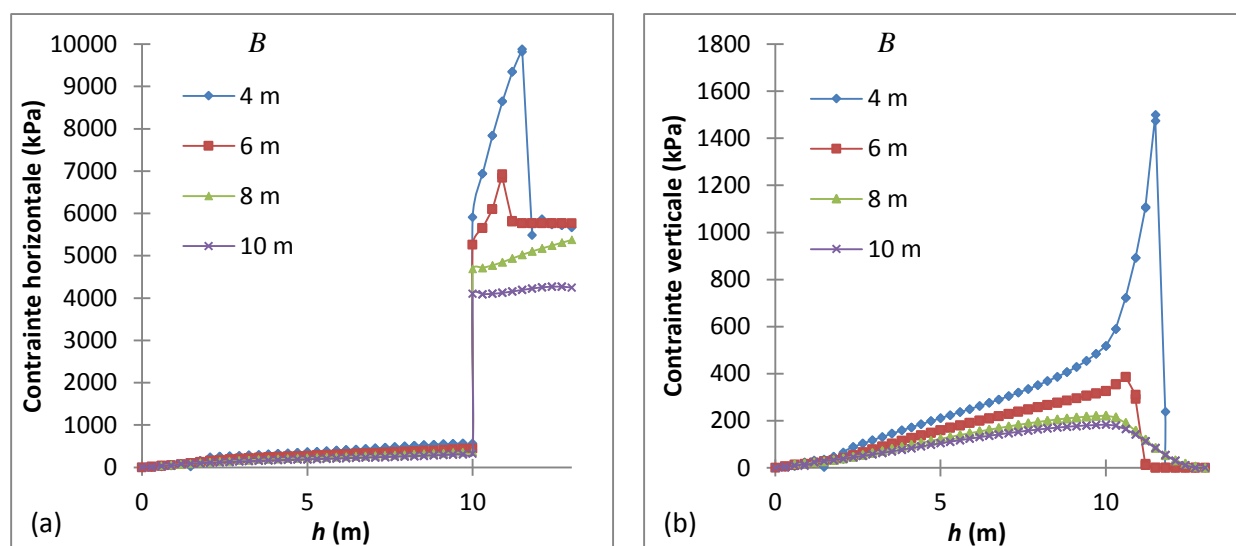 B
4 m
6 m
8 m
10 m
10000
9000
8000
7000
6000
5000
4000
3000
2000
1000
0
0
5
10
Contrainte horizontale (kPa)
h (m)
(a)
B
4 m
6 m
8 m
10 m
1800
1600
1400
1200
1000
800
600
400
200
0
0
5
10
Contrainte verticale (kPa)
h (m)
(b)